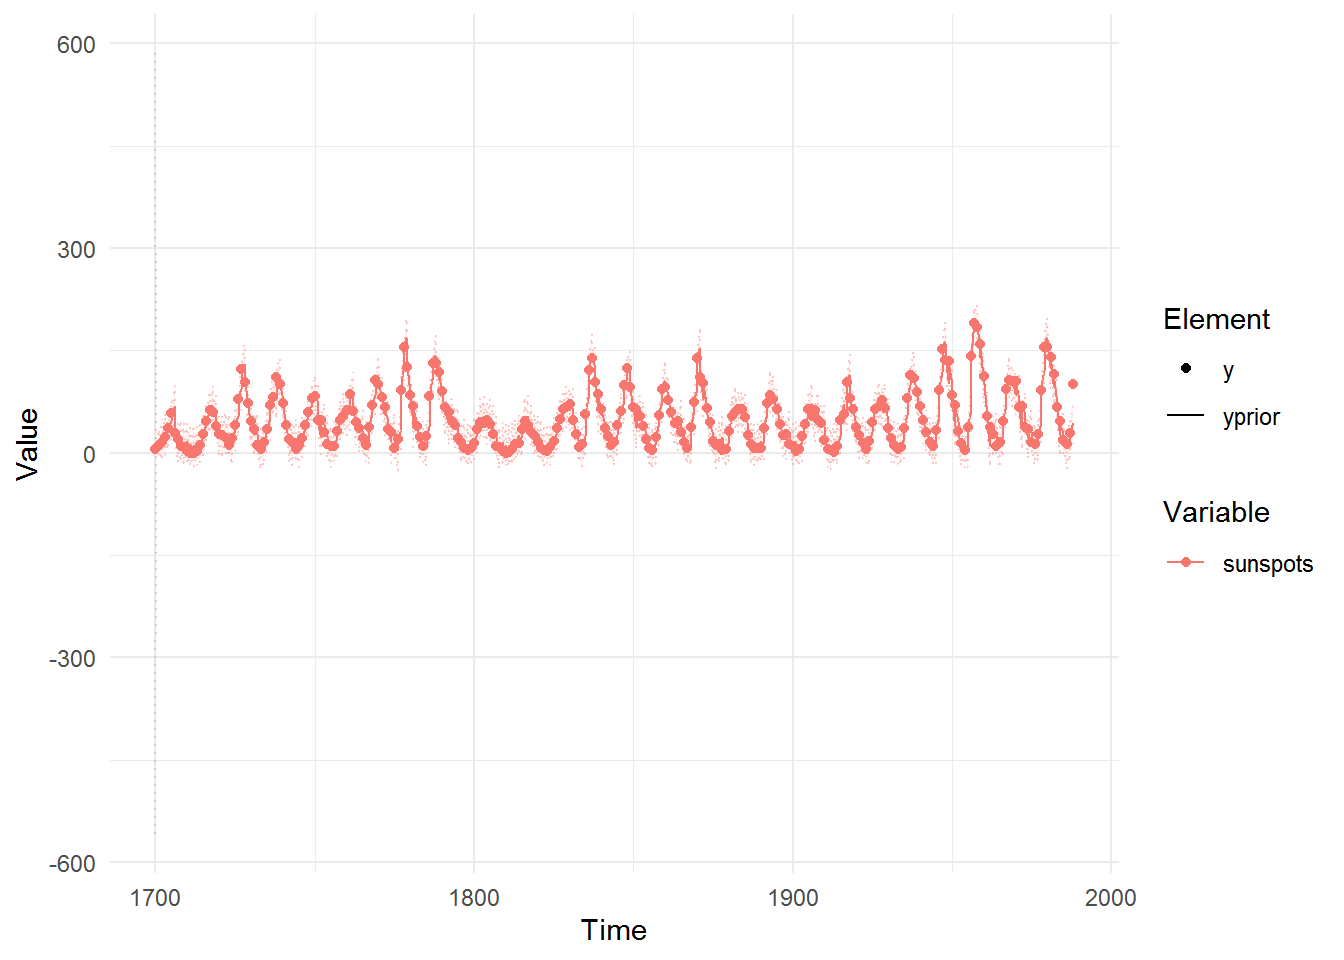 600
300
0
-300
-600
Value
1700
1800
1900
2000
Time
Element
y
yprior
Variable
sunspots